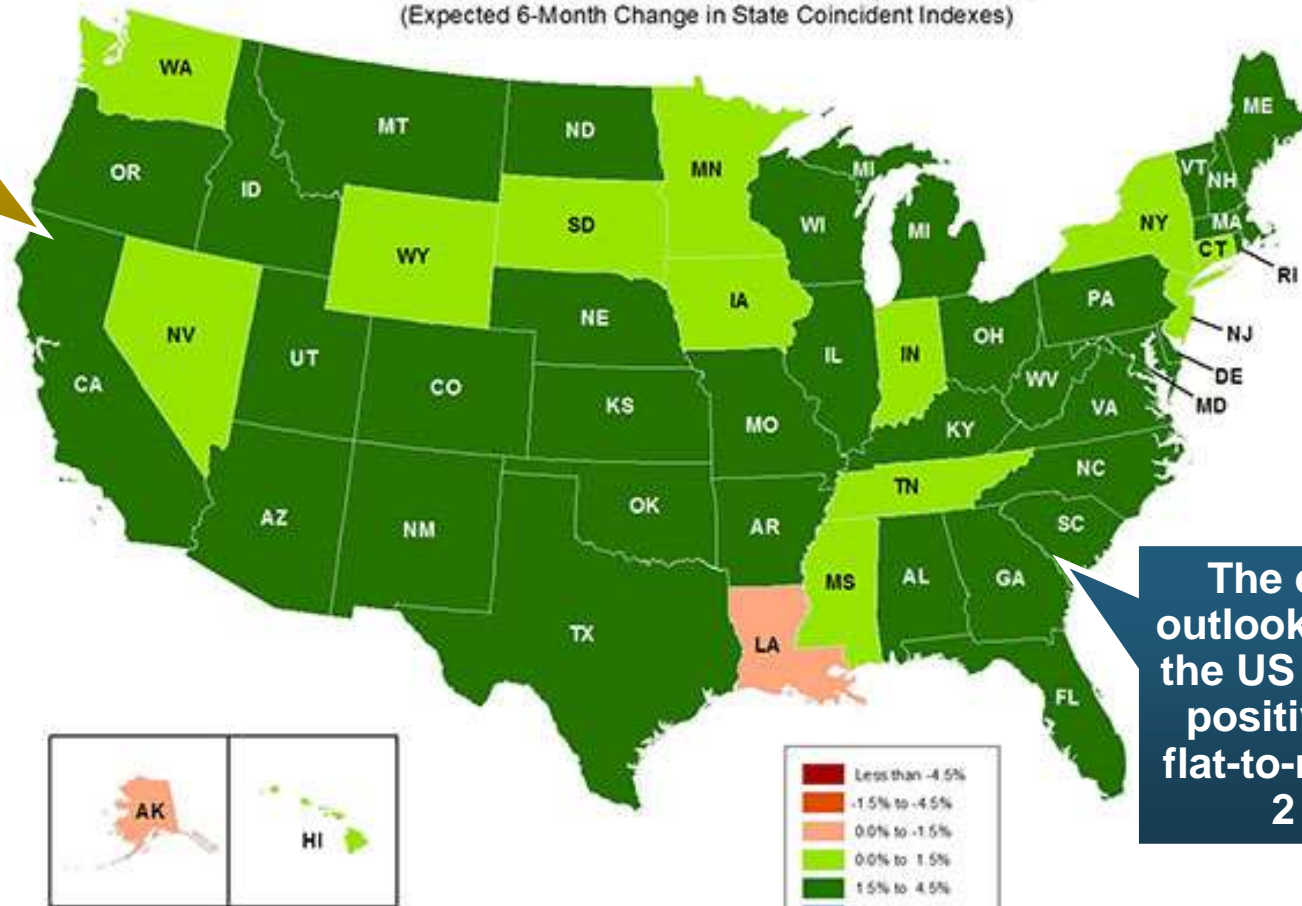 (Expected 6-Month Change in State Coincident Indexes)
WA
MT
ND
MN
ME
OR
ID
SD
WI
MI
MI
VT
NH
NY
MA
CT
RI
WY
IA
NE
PA
NJ
NV
UT
CO
IL
IN
OH
DE
MD
CA
KS
MO
WV
VA
KY
NC
TN
AZ
NM
OK
AR
SC
MS
AL
GA
TX
LA
FL
The
outlook
the US
2
AK
HI
Less than -4.5%
-1.5% to -4.5%
0.0% to -1.5%
0.0% to 1.5%
1.5% to 4.5%